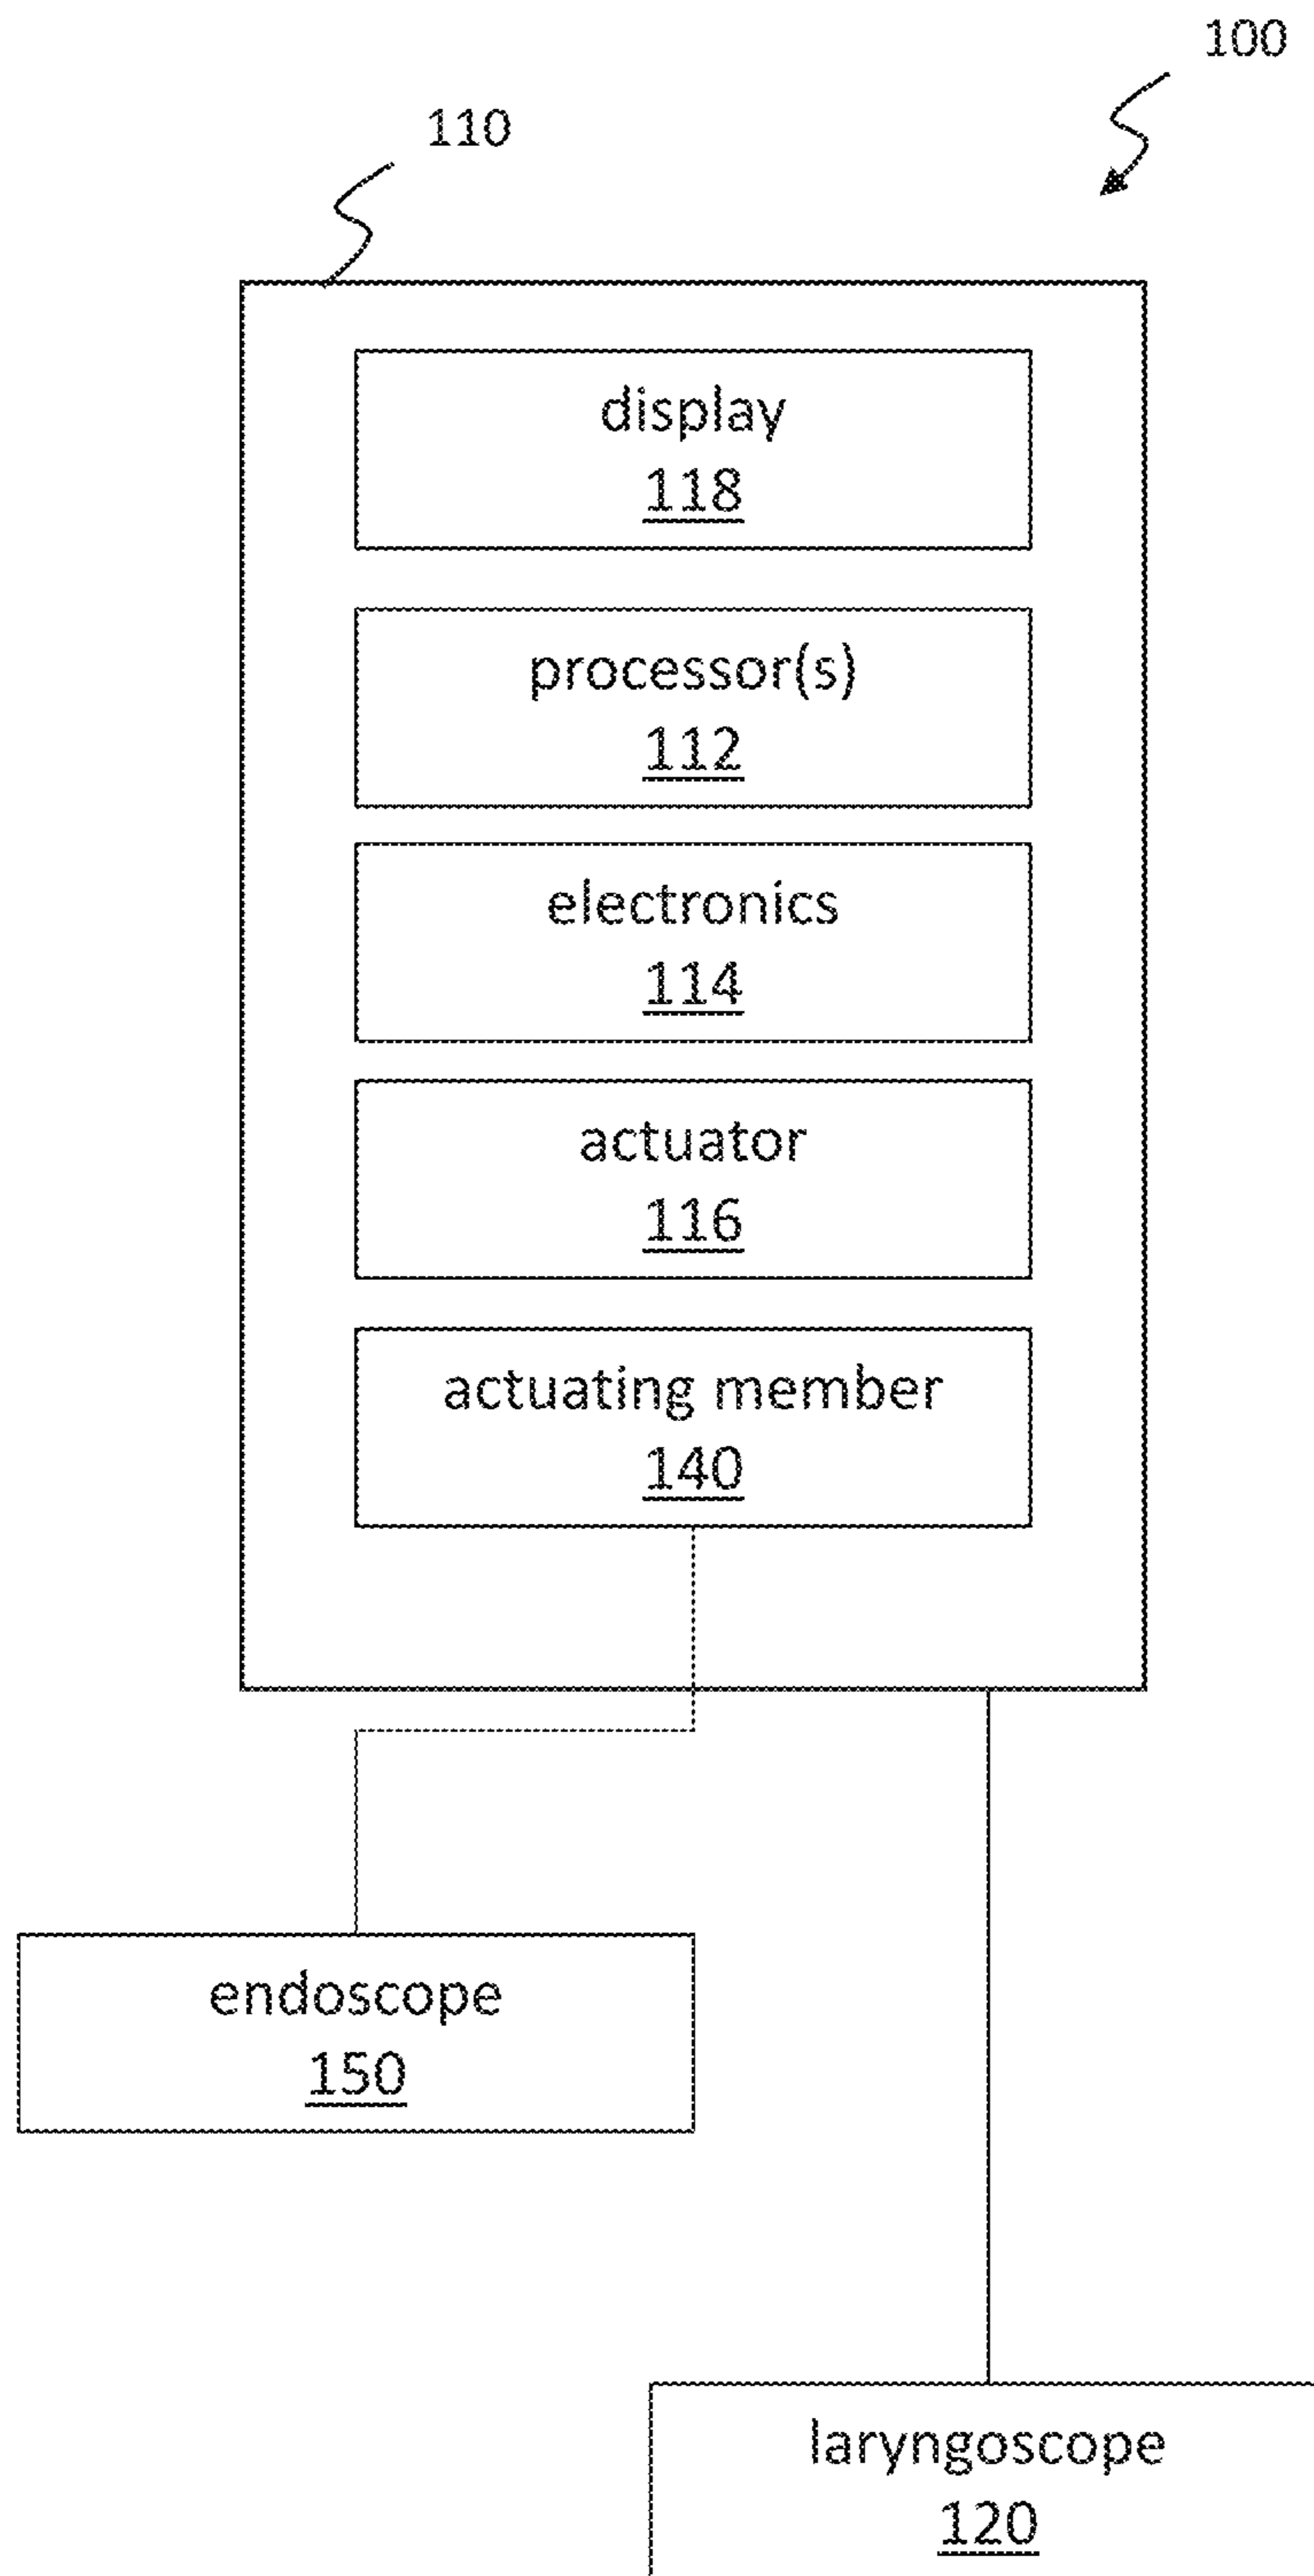 100
110
display
118
processor(s)
112
electronics
114
actuator
116
actuating member
140
endoscope
150
laryngoscope
120